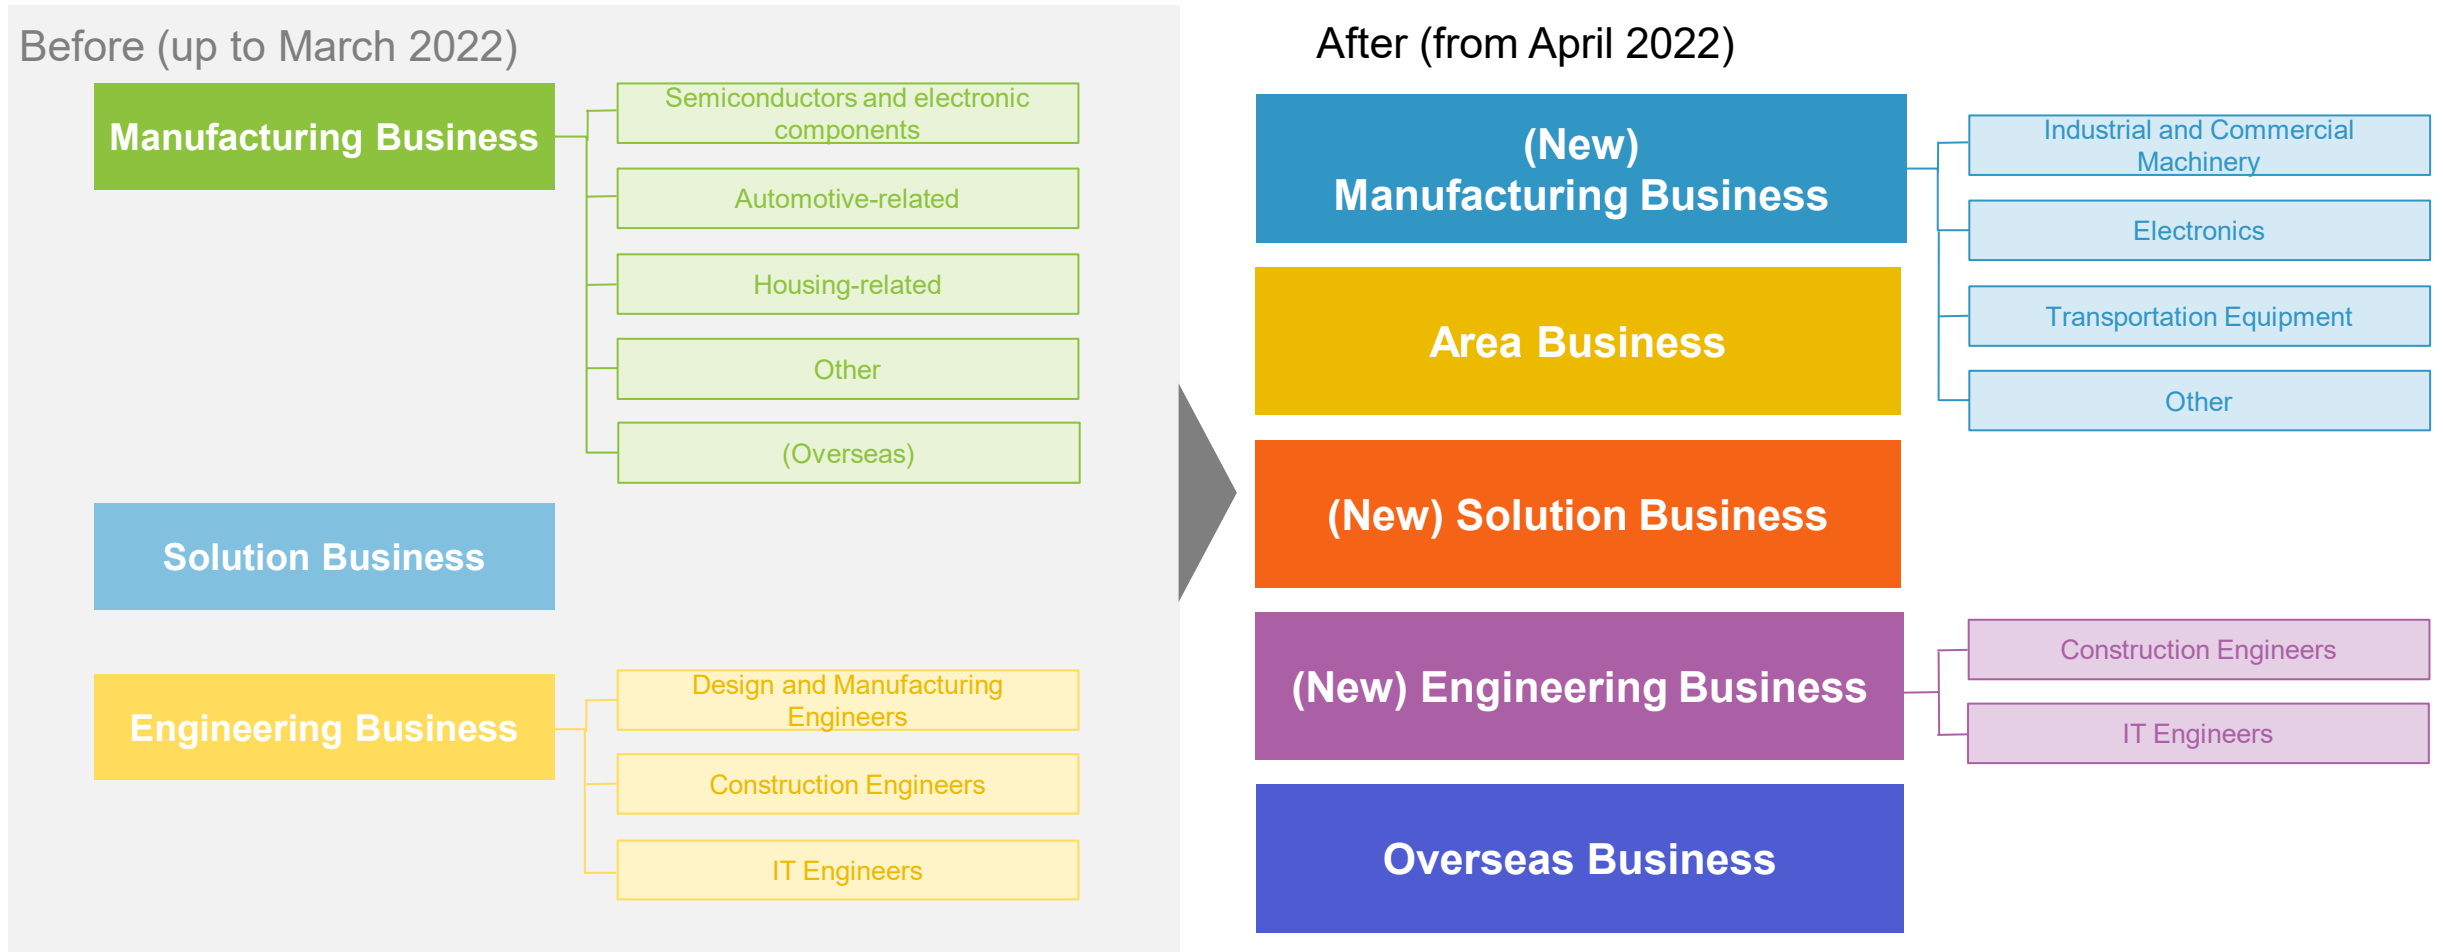 Before (up to March 2022)
Manufacturing Business
Semiconductors and electronic
components
Automotive-related
Housing-related
Other
(Overseas)
Solution Business
Engineering Business
Design and Manufacturing
Engineers
Construction Engineers
IT Engineers
After (from April 2022)
(New)
Manufacturing Business
Industrial and Commercial
Machinery
Electronics
Transportation Equipment
Other
Area Business
(New) Solution Business
(New) Engineering Business
Construction Engineers
IT Engineers
Overseas Business